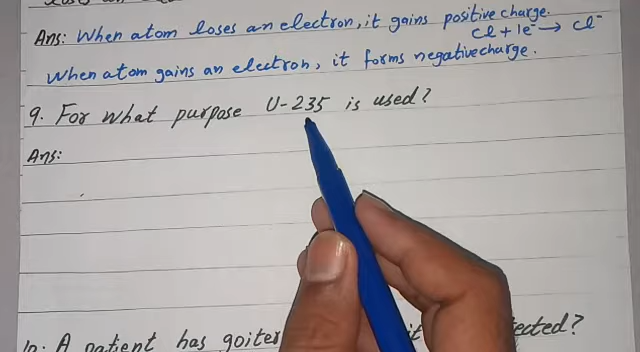 Ans: When atom loses an electron, it gains positive charge.
Cl + 1e⁻ → Cl⁻
When atom gains an electron, it forms negative charge.
9. For what purpose U-235 is used?
Ans:
10. A patient has goiter